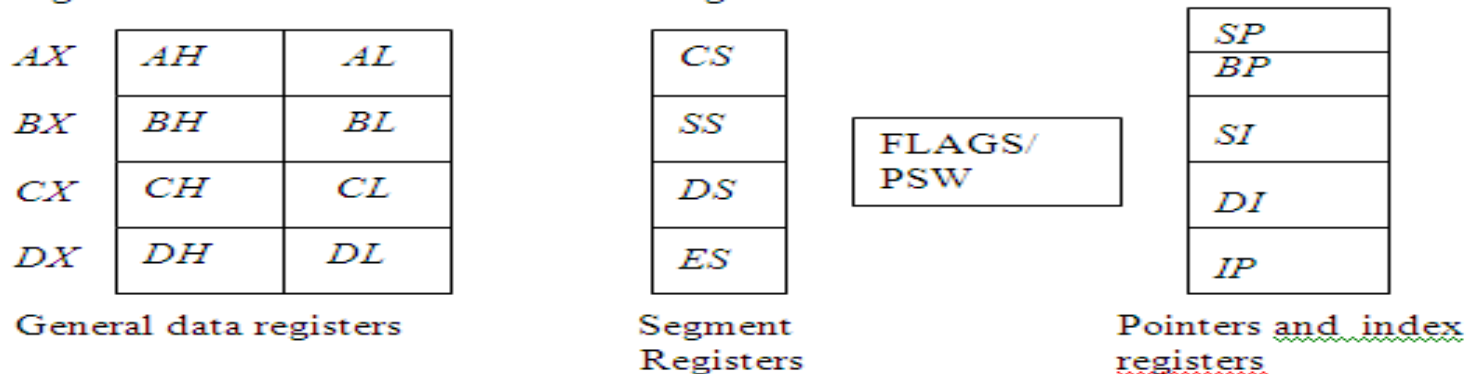 AX AH AL
BX BH BL
CX CH CL
DX DH DL
General data registers
CS
SS
DS
ES
Segment
Registers
FLAGS/
PSW
SP
BP
SI
DI
IP
Pointers and index
registers